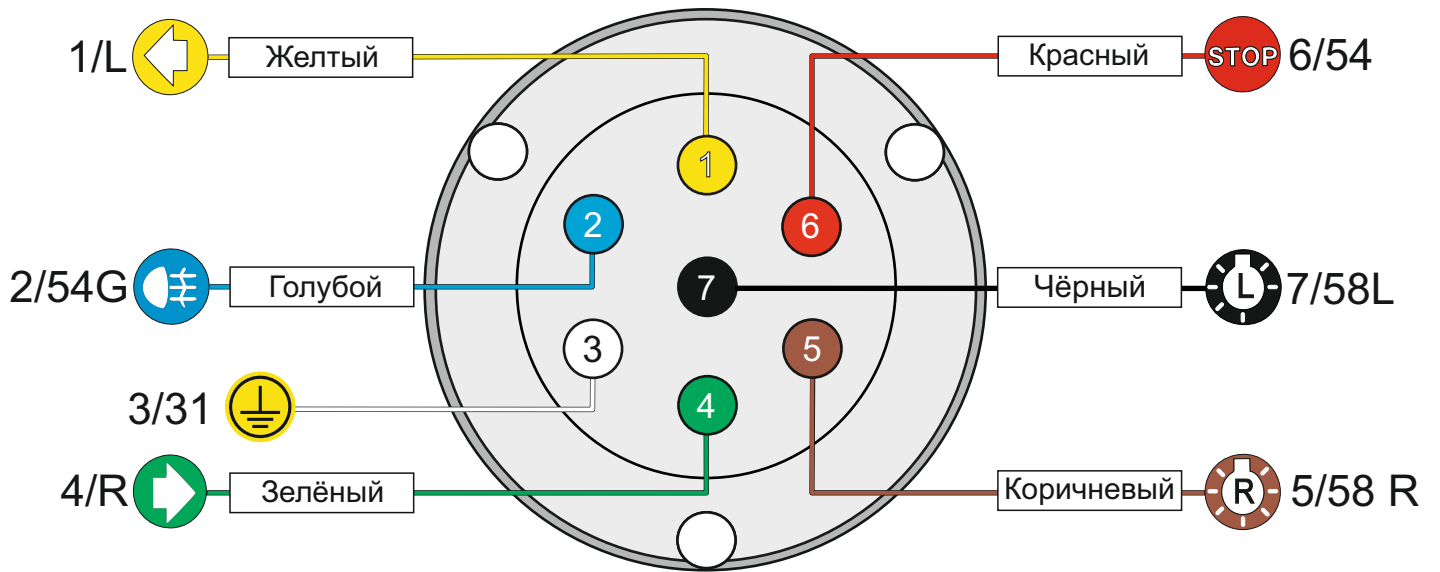 1/L
Желтый
Красный
STOP
6/54
1
2
6
2/54G
Голубой
7
Чёрный
L
7/58L
3
5
3/31
4
4/R
Зелёный
Коричневый
R
5/58 R